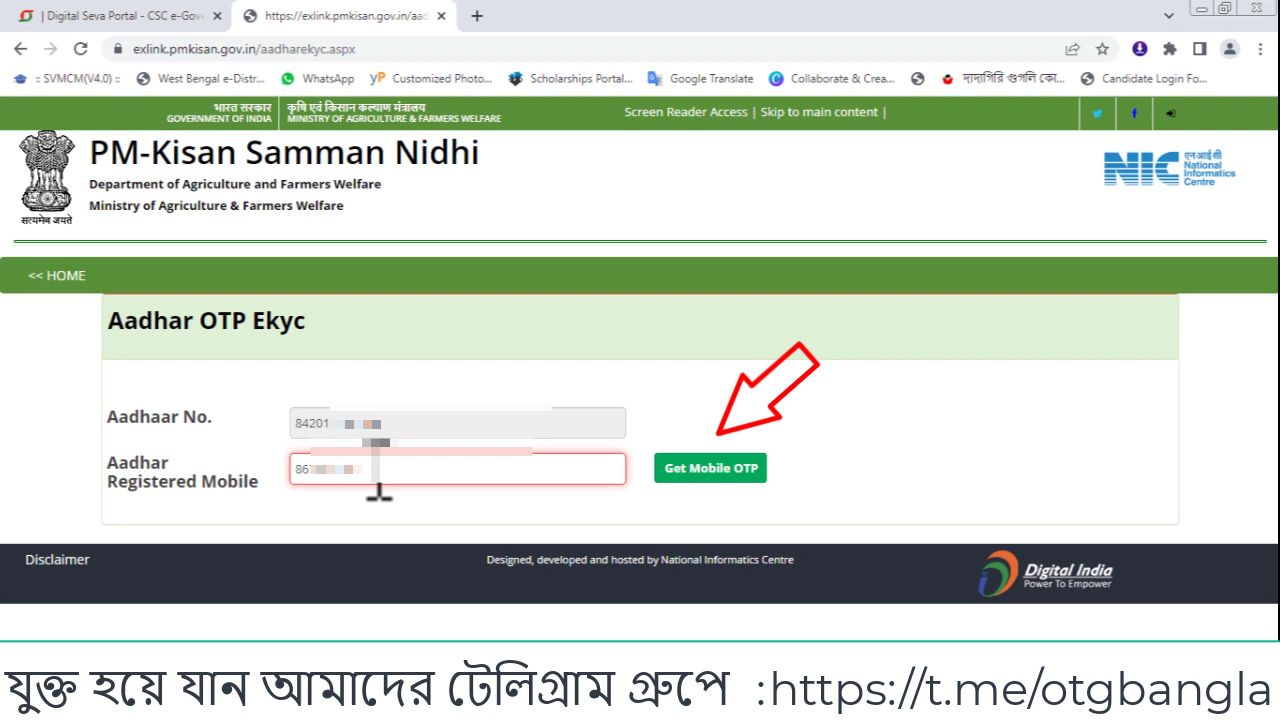 | Digital Seva Portal - CSC e-Gove
https://exlink.pmkisan.gov.in/aad
exlink.pmkisan.gov.in/aadharekyc.aspx
:: SVMCM(V4.0) :: West Bengal e-Distr... WhatsApp yP Customized Photo... Scholarships Portal... Google Translate Collaborate & Crea... দাদাগিরি গুগলি কো... Candidate Login Fo...
भारत सरकार
GOVERNMENT OF INDIA
कृषि एवं किसान कल्याण मंत्रालय
MINISTRY OF AGRICULTURE & FARMERS WELFARE
Screen Reader Access | Skip to main content |
PM-Kisan Samman Nidhi
Department of Agriculture and Farmers Welfare
Ministry of Agriculture & Farmers Welfare
सत्यमेव जयते
NIC
एन आई सी
National
Informatics
Centre
<< HOME
Aadhar OTP Ekyc
Aadhaar No.
84201
Aadhar
Registered Mobile
86
Get Mobile OTP
Disclaimer
Designed, developed and hosted by National Informatics Centre
Digital India
Power To Empower
যুক্ত হয়ে যান আমাদের টেলিগ্রাম গ্রুপে :https://t.me/otgbangla